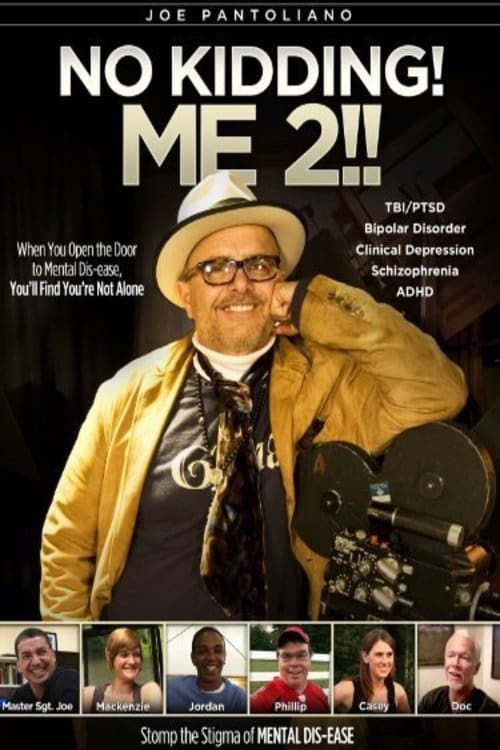 JOE PANTOLIANO
NO KIDDING!
ME 2!!
TBI/PTSD
Bipolar Disorder
Clinical Depression
Schizophrenia
ADHD
When You Open the Door
to Mental Dis-ease,
You'll Find You're Not Alone
Master Sgt. Joe
Mackenzie
Jordan
Phillip
Casey
Doc
Stomp the Stigma of MENTAL DIS-EASE